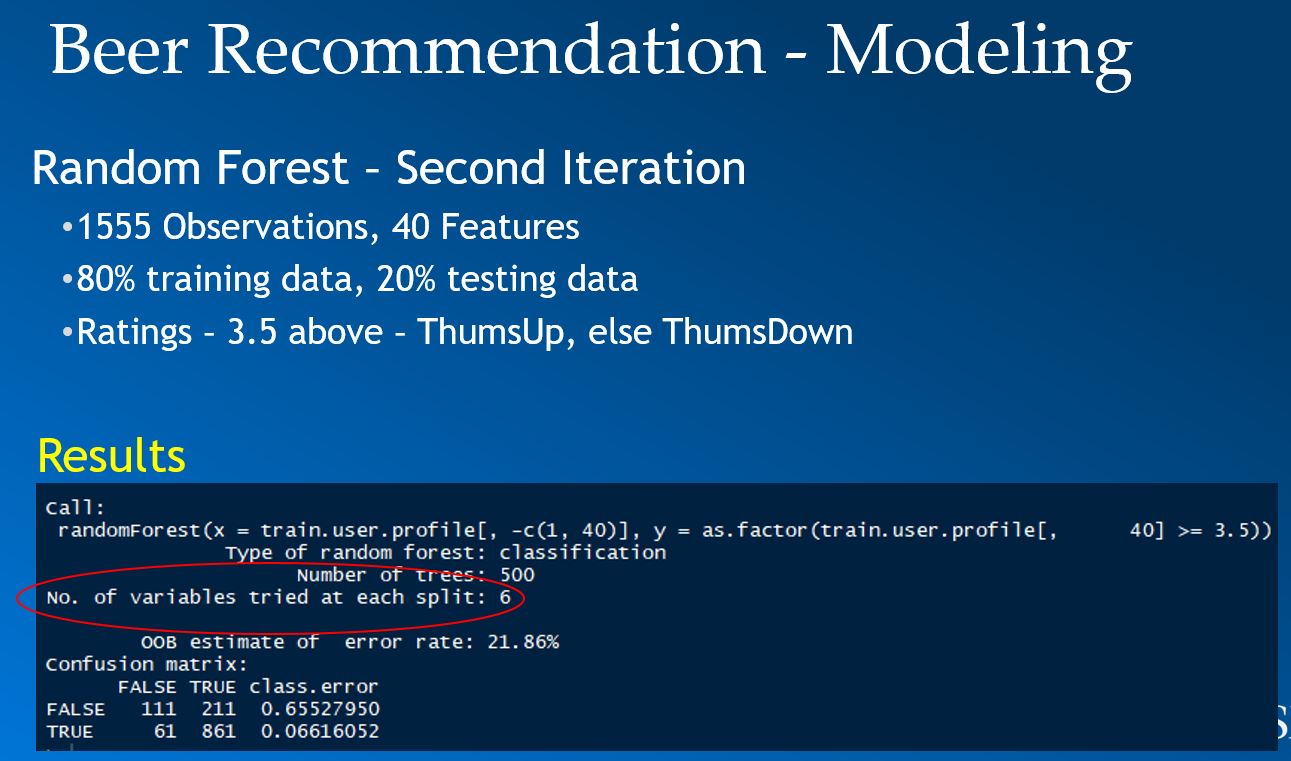 Beer Recommendation - Modeling
Random Forest – Second Iteration
•1555 Observations, 40 Features
•80% training data, 20% testing data
•Ratings – 3.5 above – ThumsUp, else ThumsDown
Results
Call:
randomForest(x = train.user.profile[, -c(1, 40)], y = as.factor(train.user.profile[,      40] >= 3.5))
Type of random forest: classification
Number of trees: 500
No. of variables tried at each split: 6
OOB estimate of  error rate: 21.86%
Confusion matrix:
FALSE TRUE class.error
FALSE   111  211  0.65527950
TRUE     61  861  0.06616052